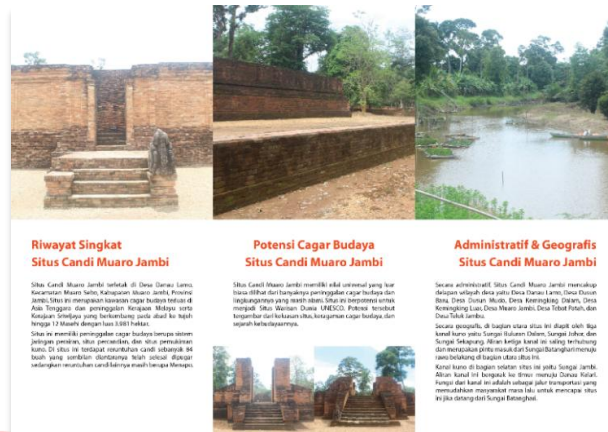 Riwayat Singkat
Situs Candi Muaro Jambi
Situs Candi Muaro Jambi terletak di Desa Danau Lamo,
Kecamatan Muaro Sebo, Kabupaten Muaro Jambi, Provinsi
Jambi. Situs ini merupakan kawasan cagar budaya terluas di
Asia Tenggara dan peninggalan Kerajaan Melayu serta
Kerajaan Sriwijaya yang berkembang pada abad ke tujuh
hingga 12 Masehi dengan luas 3.981 hektar.
Situs ini memiliki peninggalan cagar budaya berupa sistem
jaringan perairan, situs percandian, dan situs pemukiman
kuno. Di situs ini terdapat reruntuhan candi sebanyak 84
buah yang sembilan diantaranya telah selesai dipugar
sedangkan reruntuhan candi lainnya masih berupa Menapo.
Potensi Cagar Budaya
Situs Candi Muaro Jambi
Situs Candi Muaro Jambi memiliki nilai universal yang luar
biasa dilihat dari banyaknya peninggalan cagar budaya dan
lingkungannya yang masih alami. Situs ini berpotensi untuk
menjadi Situs Warisan Dunia UNESCO. Potensi tersebut
tergambar dari keluasan situs, keragaman cagar budaya, dan
sejarah kebudayaannya.
Administratif & Geografis
Situs Candi Muaro Jambi
Secara administratif, Situs Candi Muaro Jambi mencakup
delapan wilayah desa yaitu Desa Danau Lamo, Desa Dusun
Baru, Desa Dusun Mudo, Desa Kemingking Dalam, Desa
Kemingking Luar, Desa Muaro Jambi, Desa Tebat Patah, dan
Desa Teluk Jambu.
Secara geografis, di bagian utara situs ini diapit oleh tiga
kanal kuno yaitu Sungai Buluran Dalam, Sungai Johor, dan
Sungai Sekapung. Aliran ketiga kanal ini saling terhubung
dan merupakan pintu masuk dari Sungai Batanghari menuju
rawa belakang di bagian utara situs ini.
Kanal kuno di bagian selatan situs ini yaitu Sungai Jambi.
Aliran kanal ini bergerak ke timur menuju Danau Kelari.
Fungsi dari kanal ini adalah sebagai jalur transportasi yang
memudahkan masyarakat masa lalu untuk mencapai situs
ini jika datang dari Sungai Batanghari.